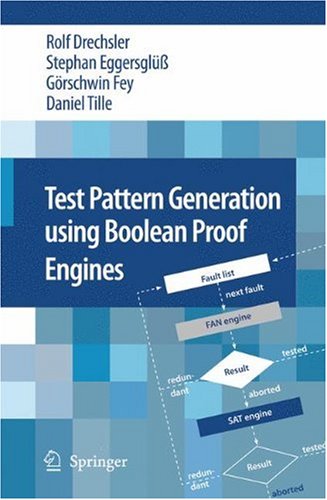 Rolf Drechsler
Stephan Eggersglüß
Görschwin Fey
Daniel Tille
Test Pattern Generation
using Boolean Proof
Engines
Fault list
next fault
FAN engine
Result
tested
redun-
dant
aborted
SAT engine
Result
tested
redun-
dant
aborted
Springer